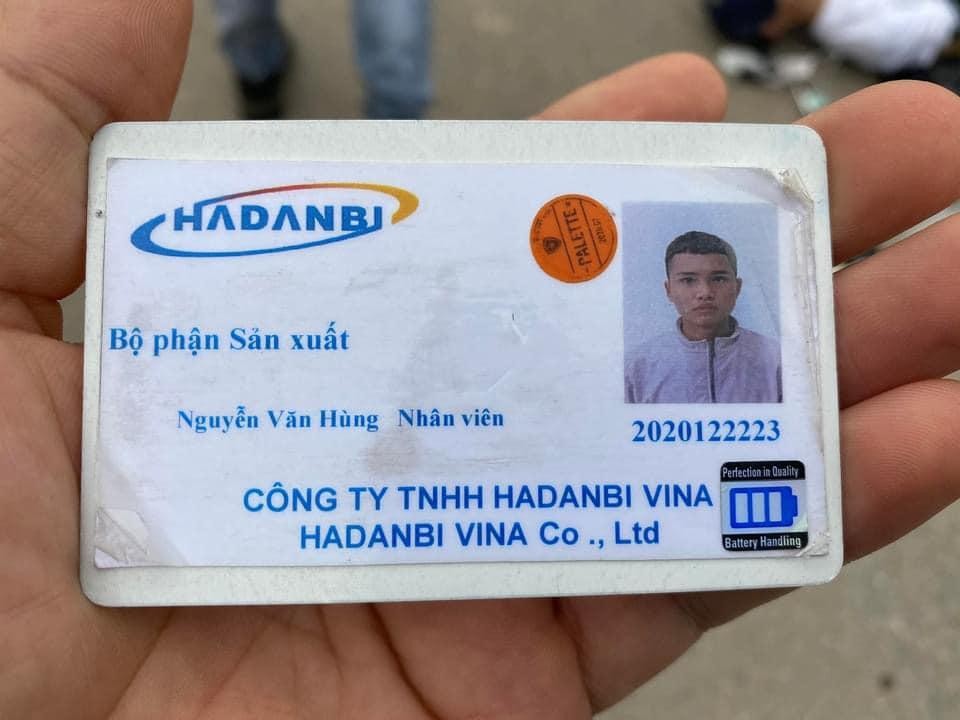 HADANBI
PALETTE
Bộ phận Sản xuất
Nguyễn Văn Hùng Nhân viên
2020122223
CÔNG TY TNHH HADANBI VINA
HADANBI VINA Co ., Ltd
Perfection in Quality
Battery Handling